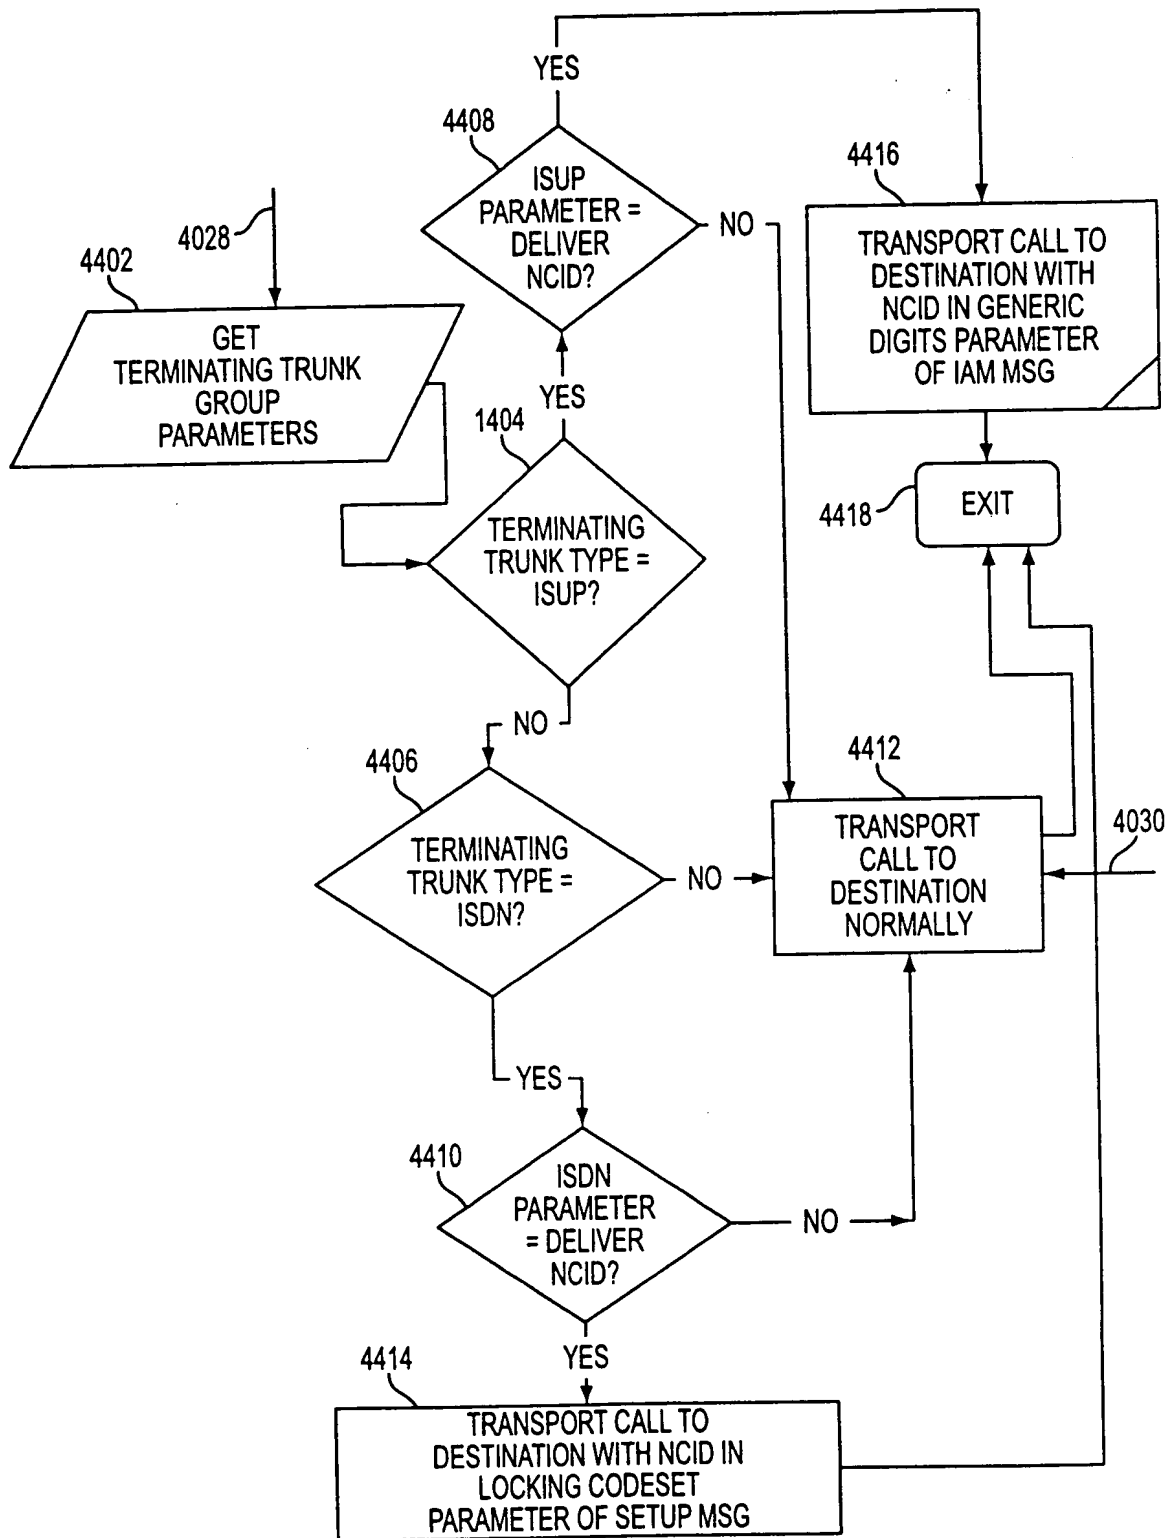 YES
4408
ISUP
PARAMETER =
DELIVER
NCID?
NO
4416
TRANSPORT CALL TO
DESTINATION WITH
NCID IN GENERIC
DIGITS PARAMETER
OF IAM MSG
4028
4402
GET
TERMINATING TRUNK
GROUP
PARAMETERS
YES
1404
TERMINATING
TRUNK TYPE =
ISUP?
4418
EXIT
NO
4406
TERMINATING
TRUNK TYPE =
ISDN?
NO
4412
TRANSPORT
CALL TO
DESTINATION
NORMALLY
4030
YES
4410
ISDN
PARAMETER
= DELIVER
NCID?
NO
YES
4414
TRANSPORT CALL TO
DESTINATION WITH NCID IN
LOCKING CODESET
PARAMETER OF SETUP MSG